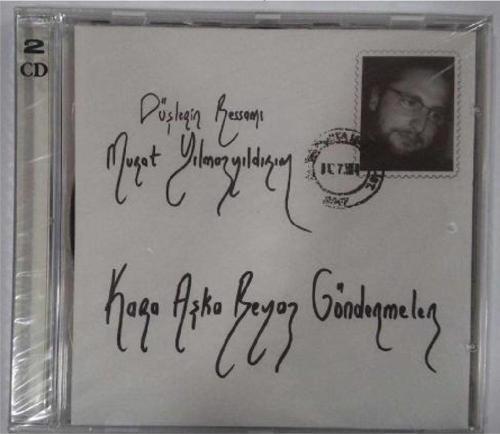 2
CD
Düşlerin Ressamı
Murat Yılmazyıldırım
Kara Aşka Beyaz Göndermeler